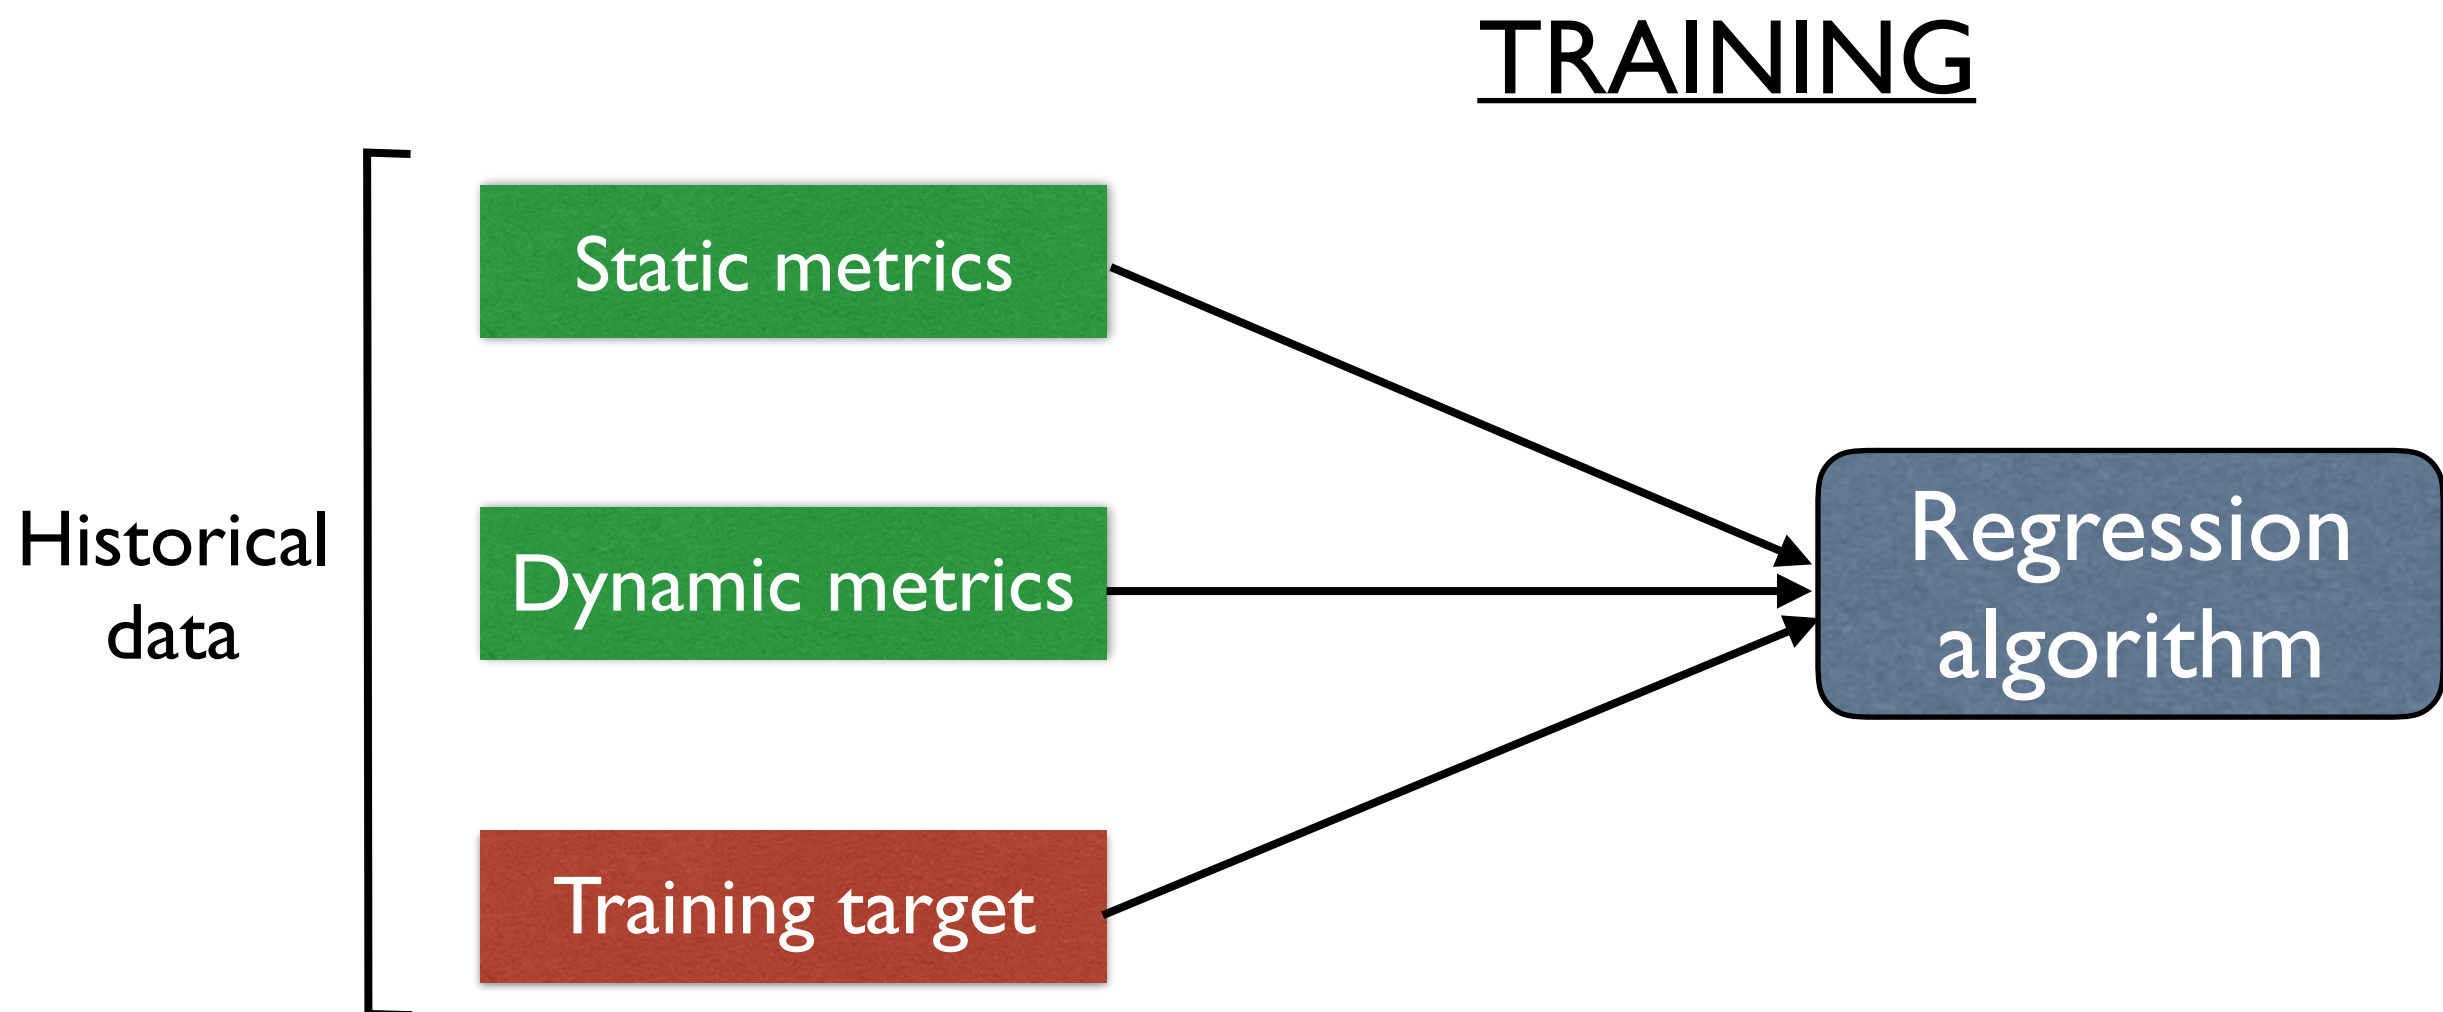 TRAINING
Static metrics
Historical
data
Dynamic metrics
Training target
Regression
algorithm